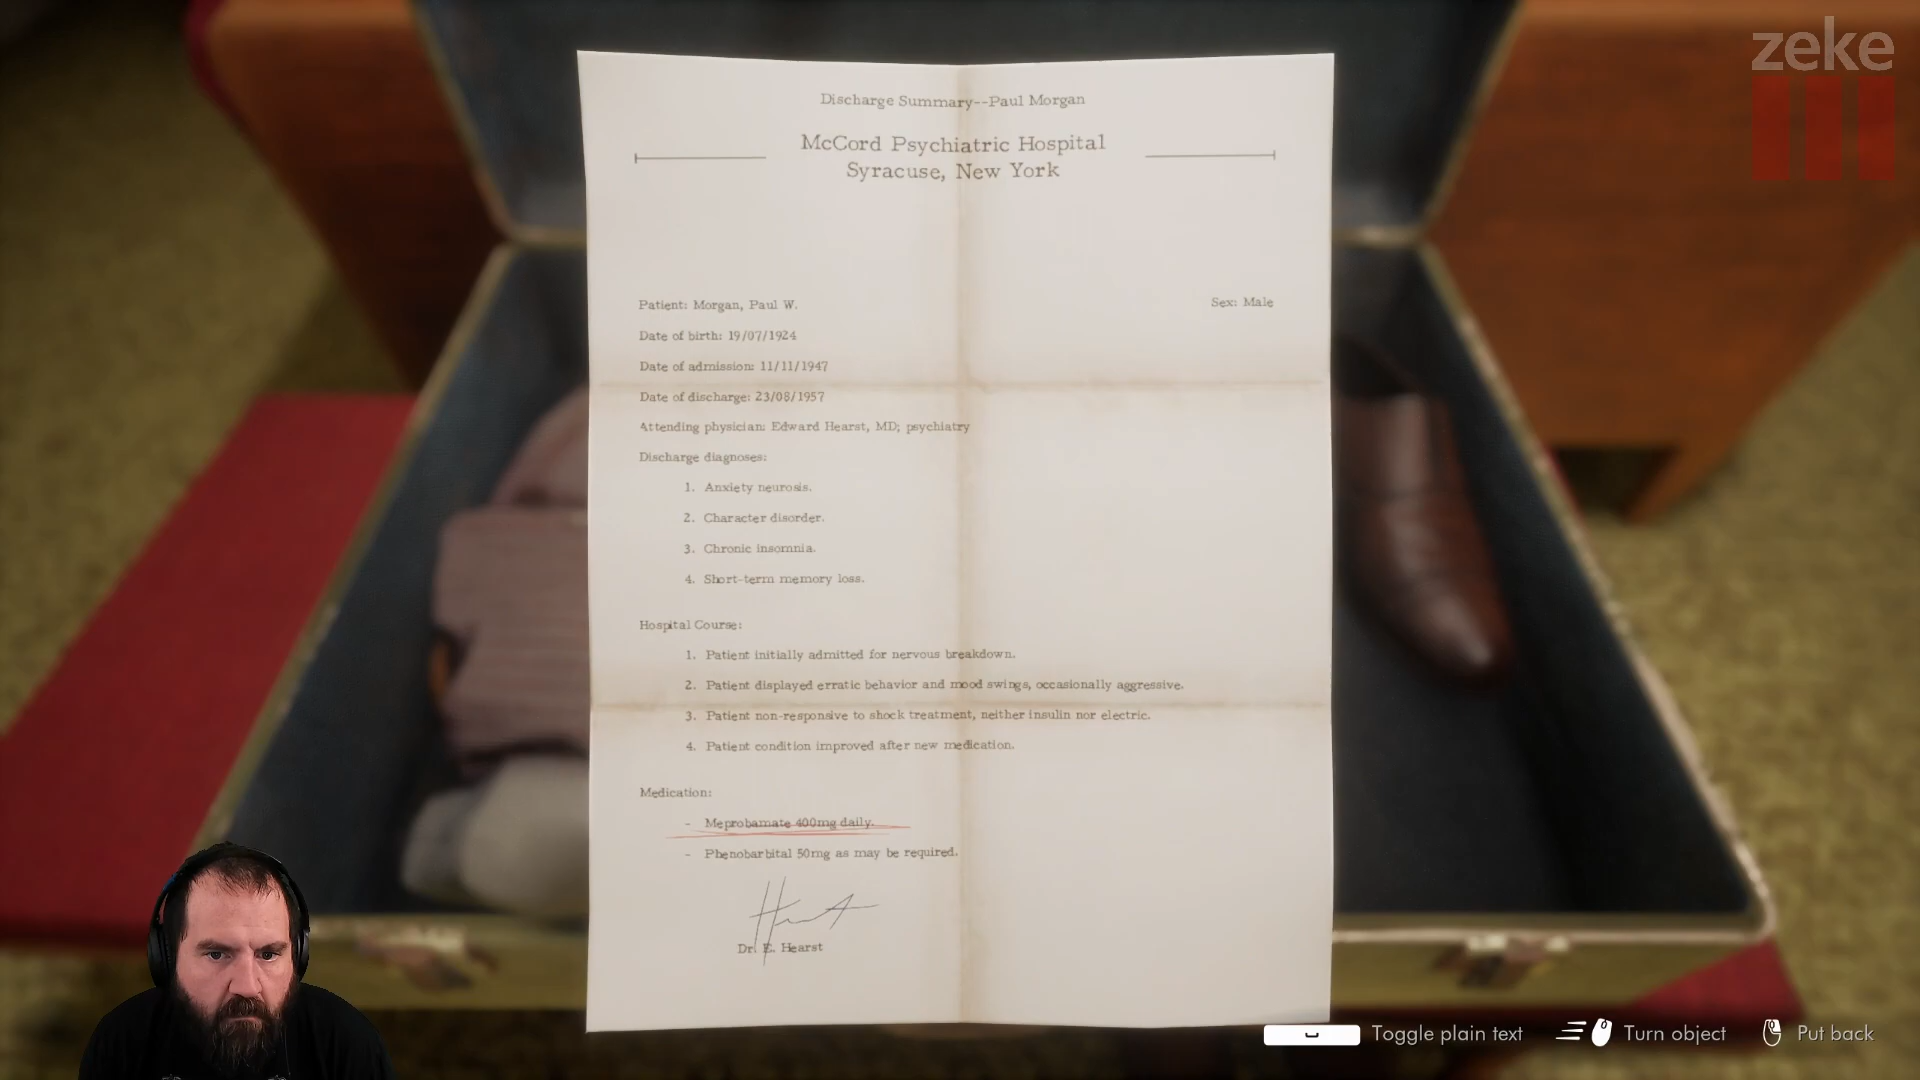 zeke
Discharge Summary--Paul Morgan
McCord Psychiatric Hospital
Syracuse, New York
Patient: Morgan, Paul W.
Sex: Male
Date of birth: 19/07/1924
Date of admission: 11/11/1947
Date of discharge: 23/08/1957
Attending physician: Edward Hearst, MD; psychiatry
Discharge diagnoses:
1. Anxiety neurosis.
2. Character disorder.
3. Chronic insomnia.
4. Short-term memory loss.
Hospital Course:
1. Patient initially admitted for nervous breakdown.
2. Patient displayed erratic behavior and mood swings, occasionally aggressive.
3. Patient non-responsive to shock treatment, neither insulin nor electric.
4. Patient condition improved after new medication.
Medication:
- Meprobamate 400mg daily.
- Phenobarbital 50mg as may be required.
Dr. E. Hearst
Toggle plain text
Turn object
Put back